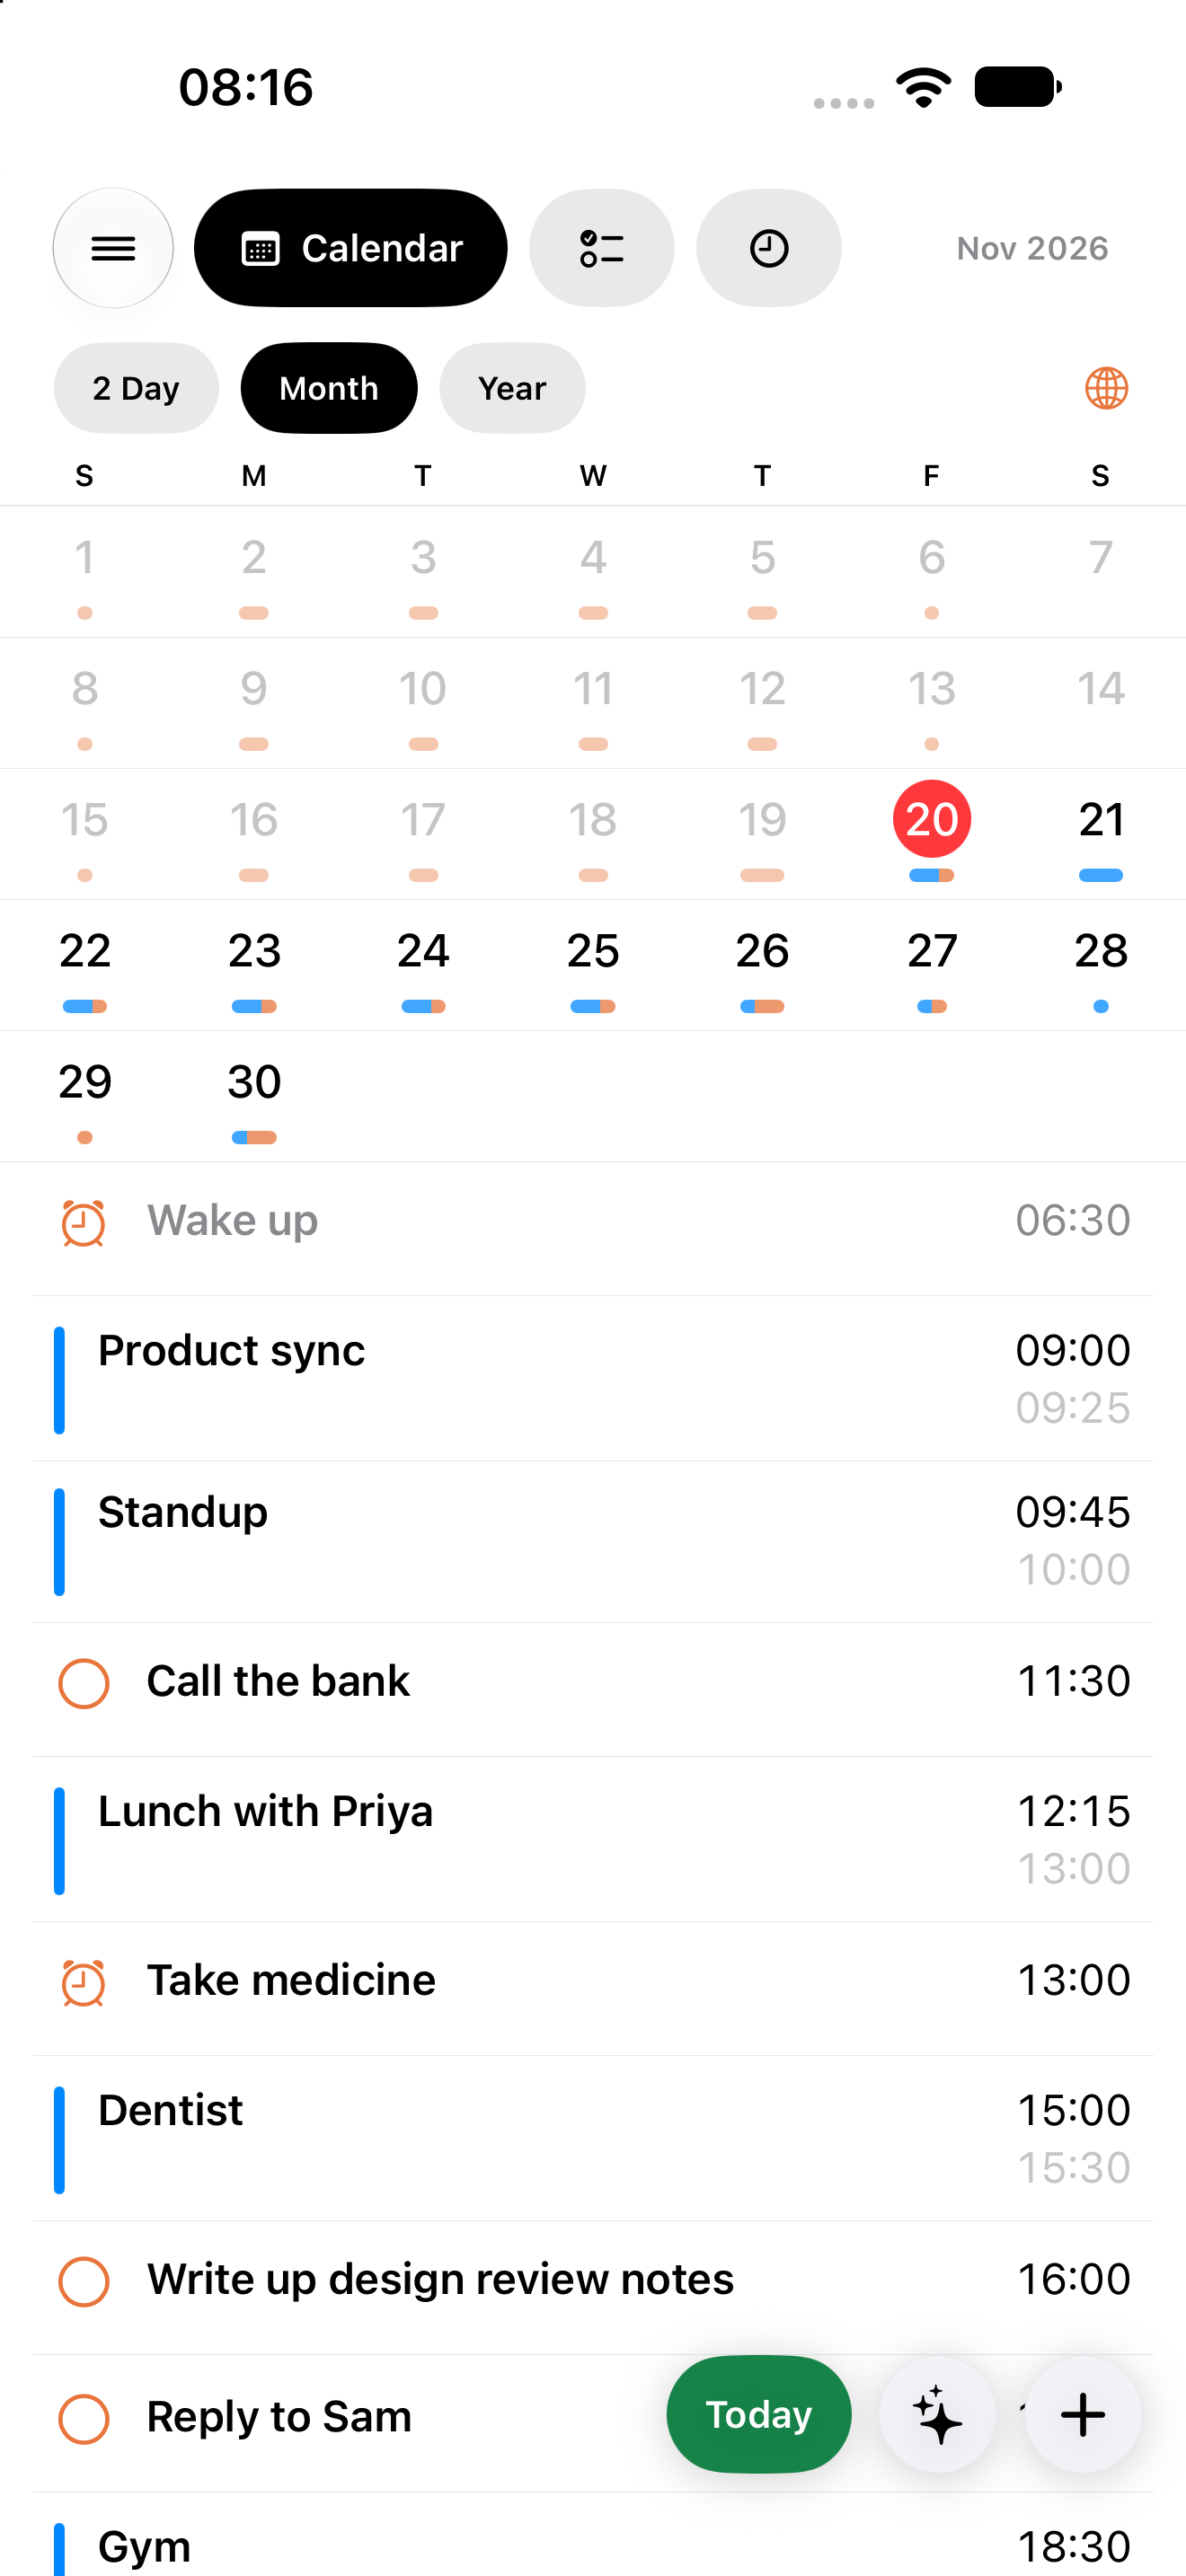 08:16
Calendar
Nov 2026
2 Day Month Year
S M T W T F S
1 2 3 4 5 6 7
8 9 10 11 12 13 14
15 16 17 18 19 20 21
22 23 24 25 26 27 28
29 30
Wake up 06:30
Product sync 09:00
09:25
Standup 09:45
10:00
Call the bank 11:30
Lunch with Priya 12:15
13:00
Take medicine 13:00
Dentist 15:00
15:30
Write up design review notes 16:00
Reply to Sam
Today
Gym 18:30